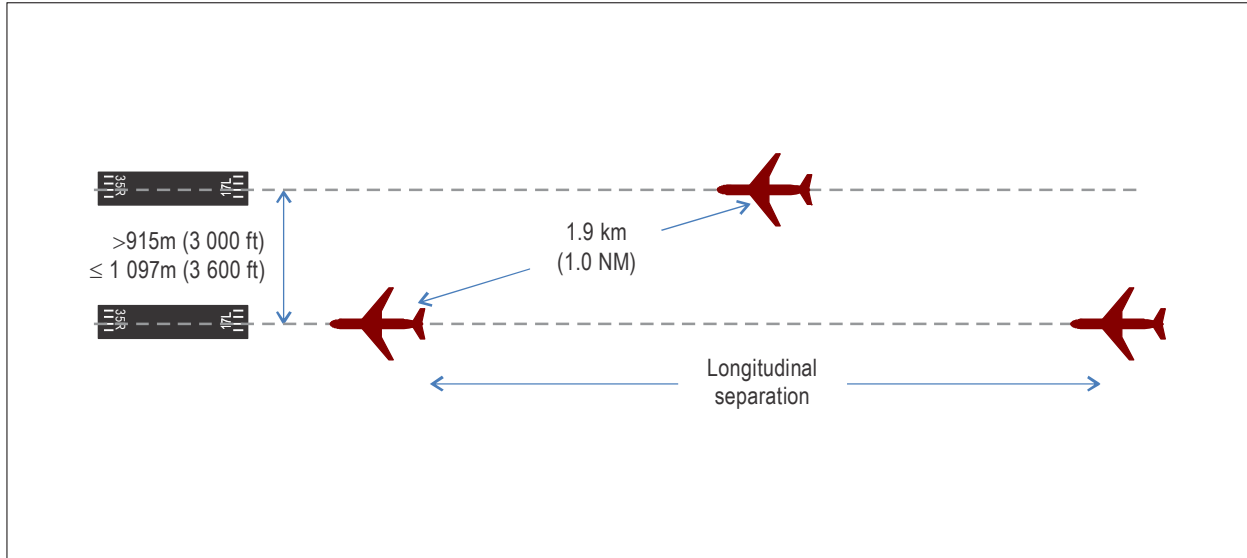 35R
17L
>915m (3 000 ft)
≤ 1 097m (3 600 ft)
1.9 km
(1.0 NM)
35R
17L
Longitudinal
separation